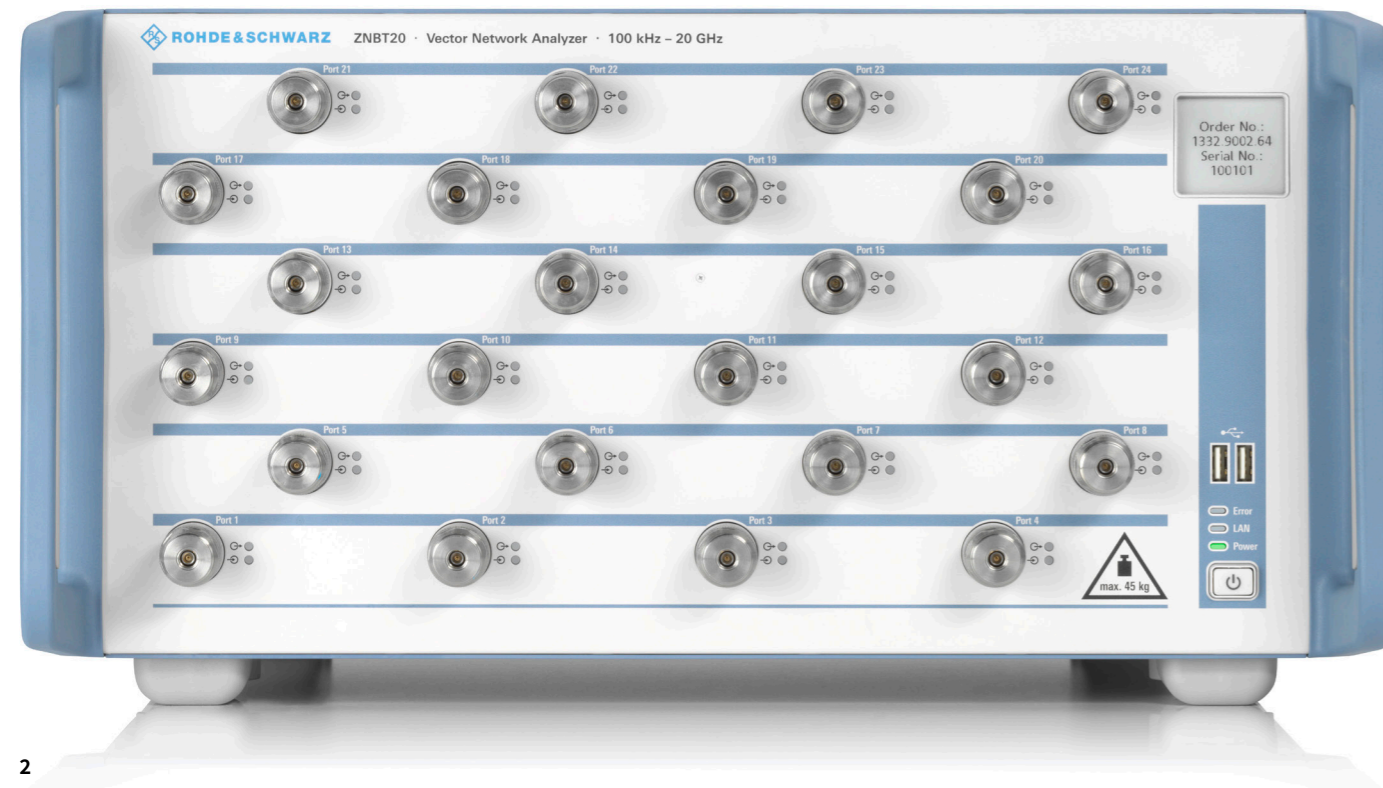 R&S ROHDE&SCHWARZ ZNBT20 · Vector Network Analyzer · 100 kHz – 20 GHz
Port 21 Port 22 Port 23 Port 24
Order No.:
1332.9002.64
Serial No.:
100101
Port 17 Port 18 Port 19 Port 20
Port 13 Port 14 Port 15 Port 16
Port 9 Port 10 Port 11 Port 12
Port 5 Port 6 Port 7 Port 8
Error
Port 1 Port 2 Port 3 Port 4
LAN
Power
max. 45 kg
2